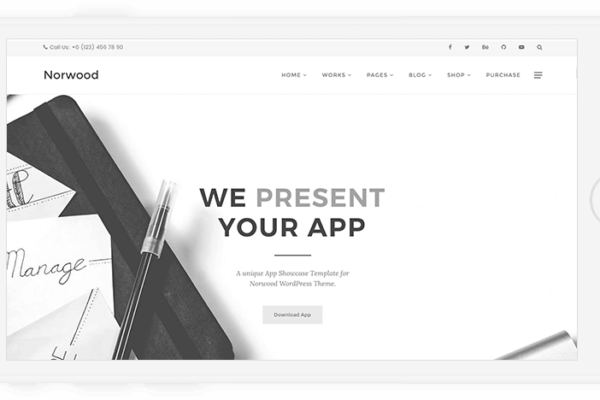 Call Us: +0 (123) 456 78 90
Norwood
HOME WORKS PAGES BLOG SHOP PURCHASE
WE PRESENT
YOUR APP
A unique App Showcase Template for
Norwood WordPress Theme.
Download App
Manage